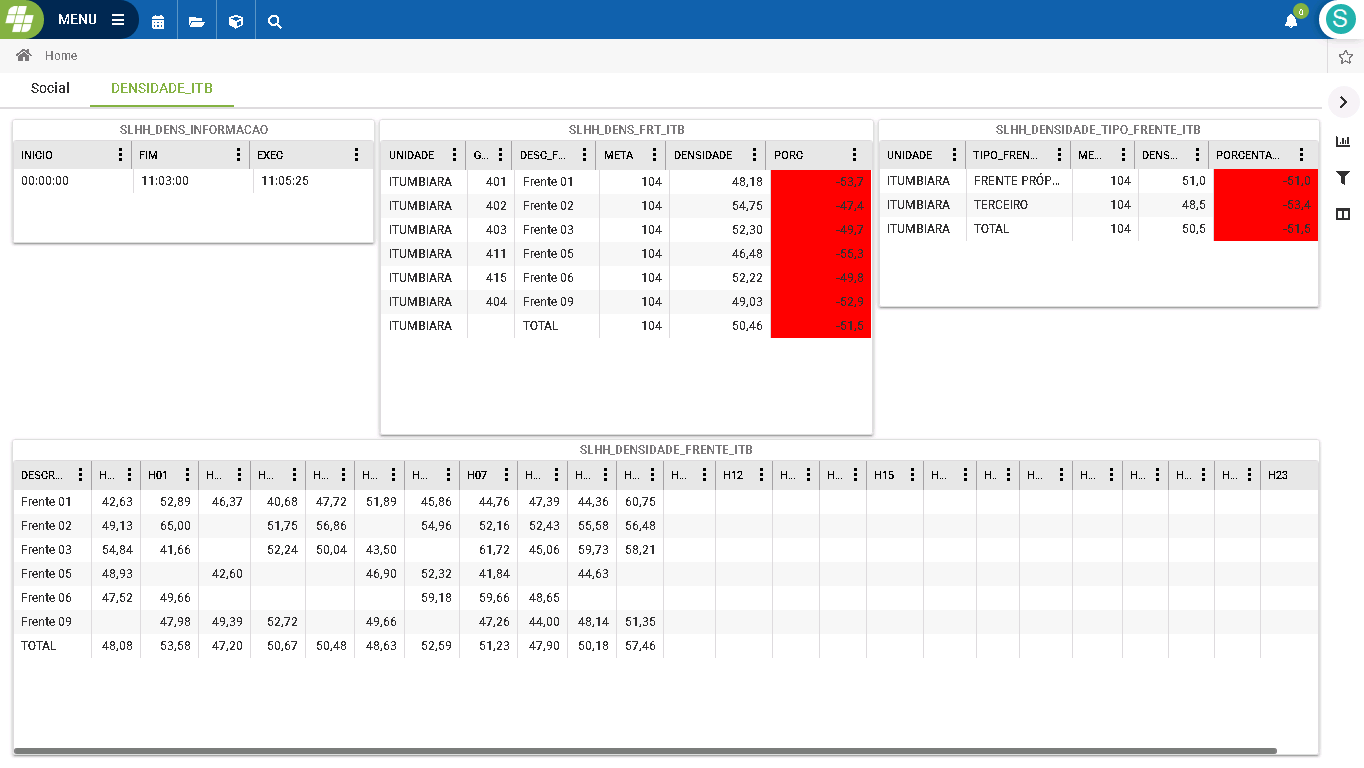 MENU
0
S
Home
Social DENSIDADE_ITB
SLHH_DENS_INFORMACAO
INICIO FIM EXEC
00:00:00 11:03:00 11:05:25
SLHH_DENS_FRT_ITB
UNIDADE G... DESC_F... META DENSIDADE PORC
ITUMBIARA 401 Frente 01 104 48,18 -53,7
ITUMBIARA 402 Frente 02 104 54,75 -47,4
ITUMBIARA 403 Frente 03 104 52,30 -49,7
ITUMBIARA 411 Frente 05 104 46,48 -55,3
ITUMBIARA 415 Frente 06 104 52,22 -49,8
ITUMBIARA 404 Frente 09 104 49,03 -52,9
ITUMBIARA TOTAL 104 50,46 -51,5
SLHH_DENSIDADE_TIPO_FRENTE_ITB
UNIDADE TIPO_FREN... ME... DENS... PORCENTA...
ITUMBIARA FRENTE PRÓP... 104 51,0 -51,0
ITUMBIARA TERCEIRO 104 48,5 -53,4
ITUMBIARA TOTAL 104 50,5 -51,5
SLHH_DENSIDADE_FRENTE_ITB
DESCR... H... H01 H... H... H... H... H... H07 H... H... H... H... H12 H... H... H15 H... H... H... H... H... H... H... H23
Frente 01 42,63 52,89 46,37 40,68 47,72 51,89 45,86 44,76 47,39 44,36 60,75
Frente 02 49,13 65,00 51,75 56,86 54,96 52,16 52,43 55,58 56,48
Frente 03 54,84 41,66 52,24 50,04 43,50 61,72 45,06 59,73 58,21
Frente 05 48,93 42,60 46,90 52,32 41,84 44,63
Frente 06 47,52 49,66 59,18 59,66 48,65
Frente 09 47,98 49,39 52,72 49,66 47,26 44,00 48,14 51,35
TOTAL 48,08 53,58 47,20 50,67 50,48 48,63 52,59 51,23 47,90 50,18 57,46